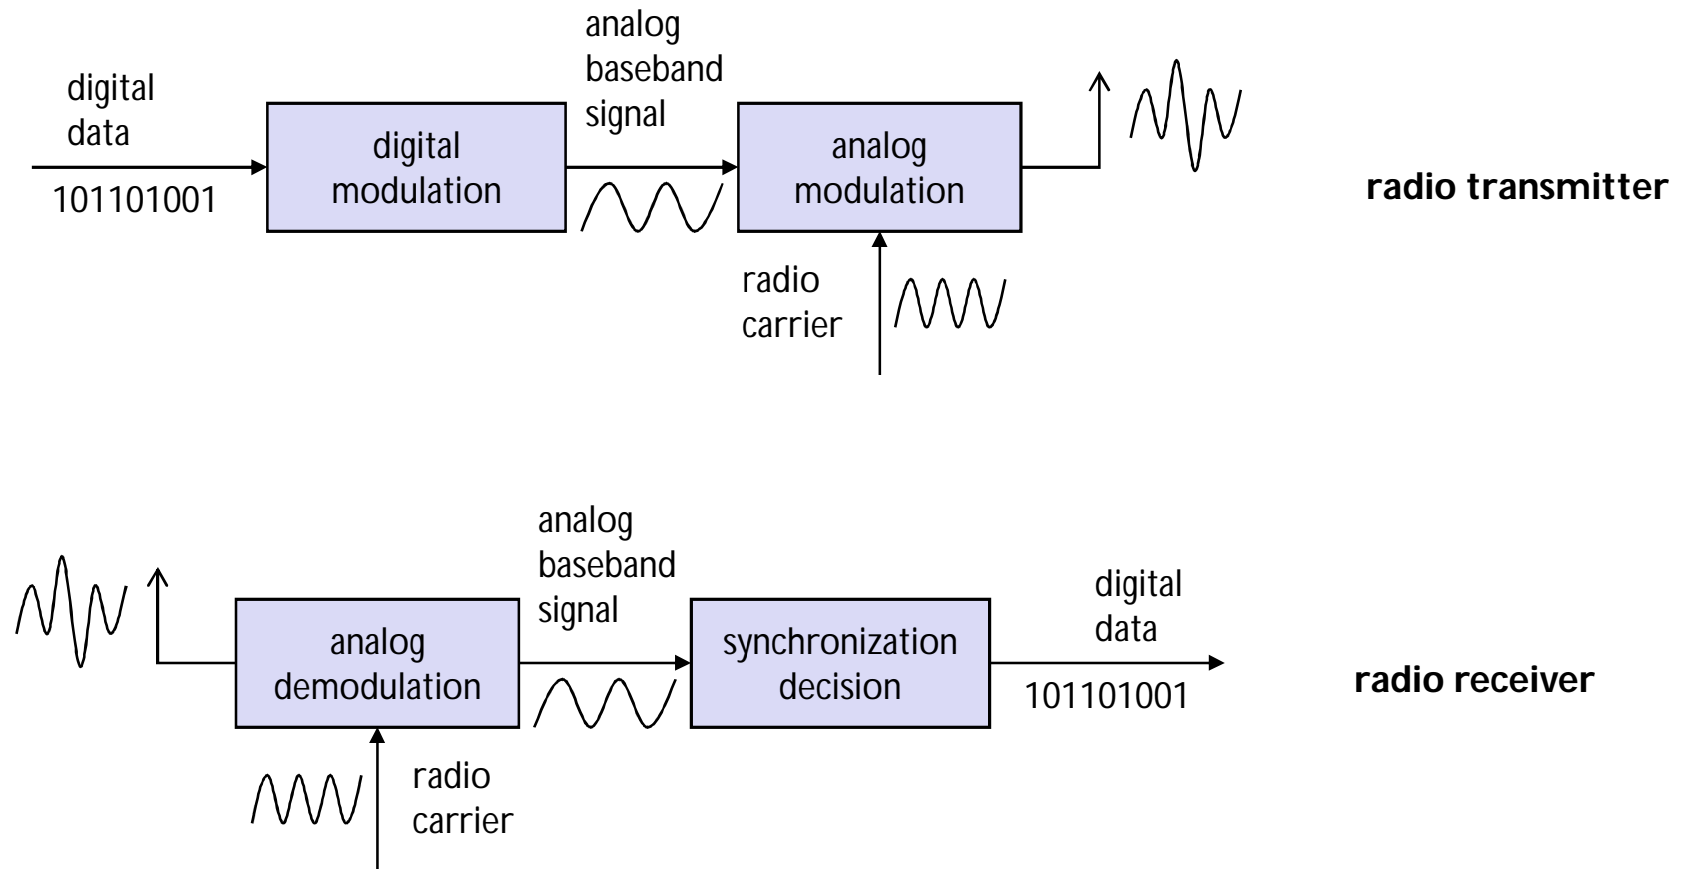 analog
baseband
signal
digital
data
101101001
digital
modulation
analog
modulation
radio
carrier
radio transmitter
analog
baseband
signal
analog
demodulation
synchronization
decision
digital
data
101101001
radio
carrier
radio receiver